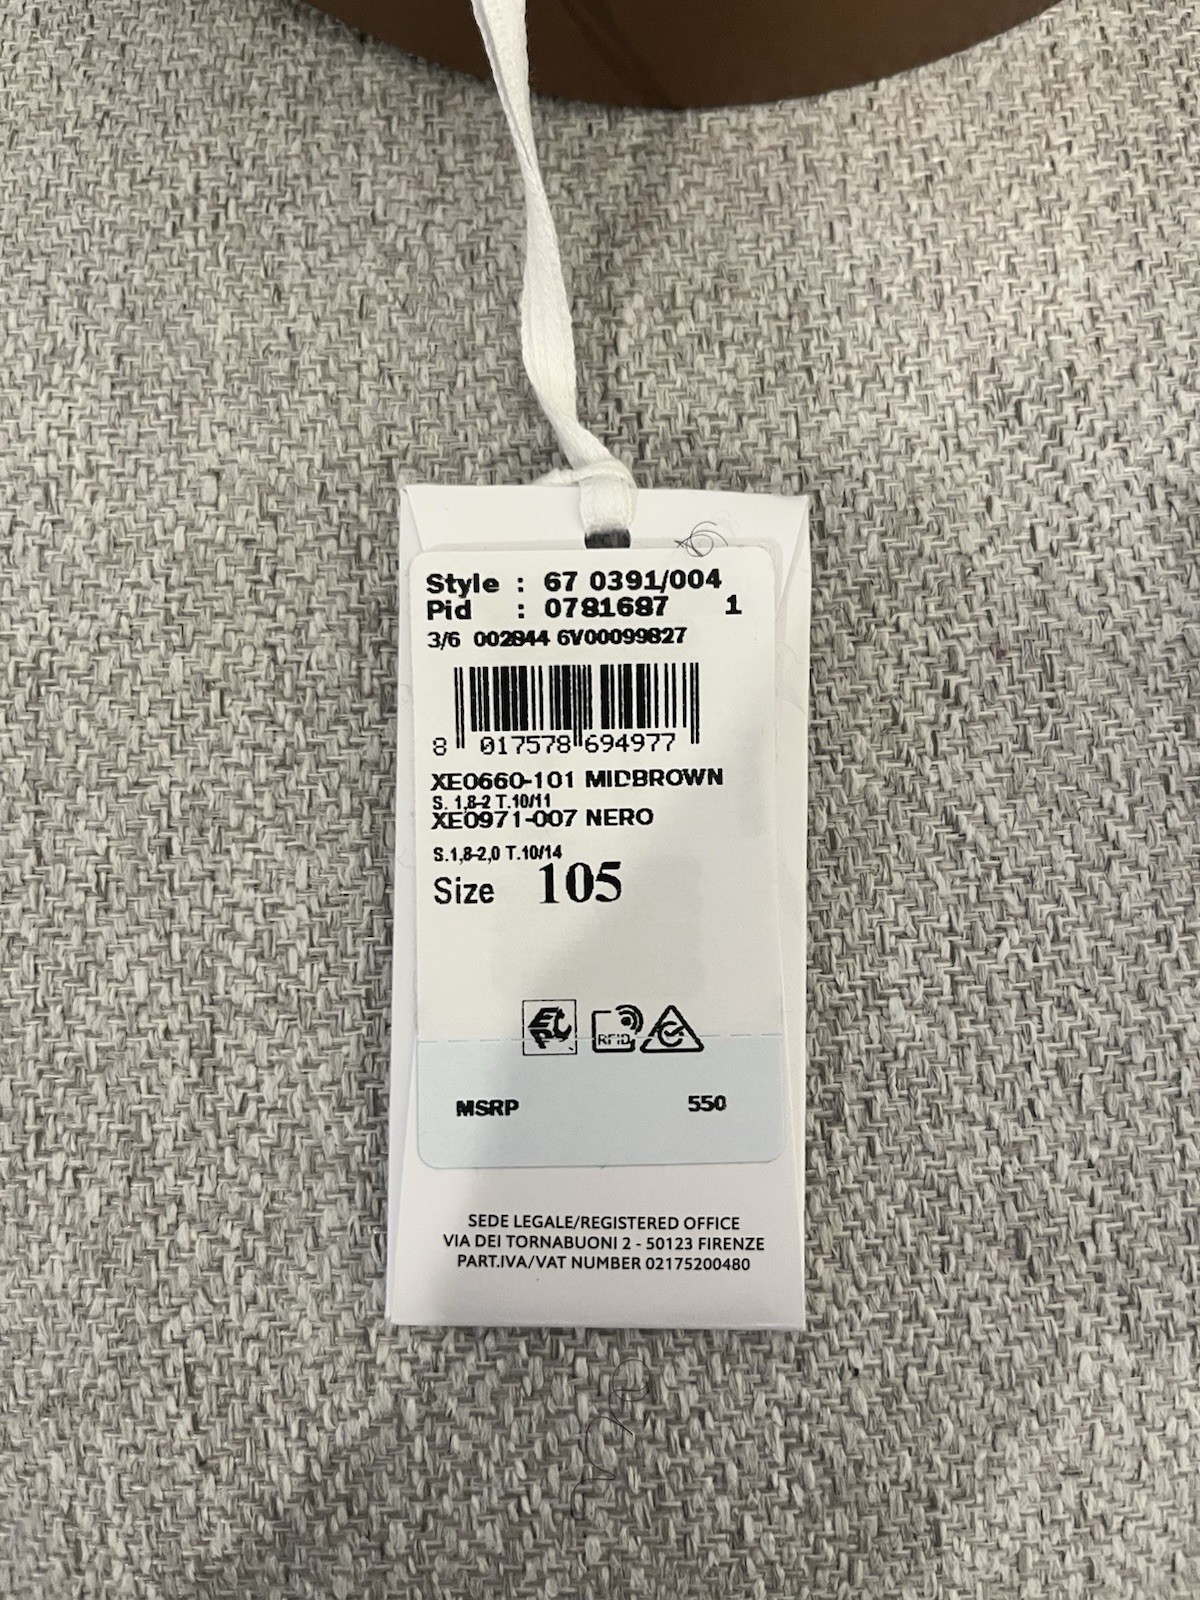 Style : 67 0391/004
Pid : 0781687 1
3/6 002844 6Y00099827
8 017578 694977
XE0660-101 MIDBROWN
S. 1,8-2 T.10/11
XE0971-007 NERO
S.1,8-2,0 T.10/14
Size 105
EPC RFID
MSRP 550
SEDE LEGALE/REGISTERED OFFICE
VIA DEI TORNABUONI 2 - 50123 FIRENZE
PART.IVA/VAT NUMBER 02175200480